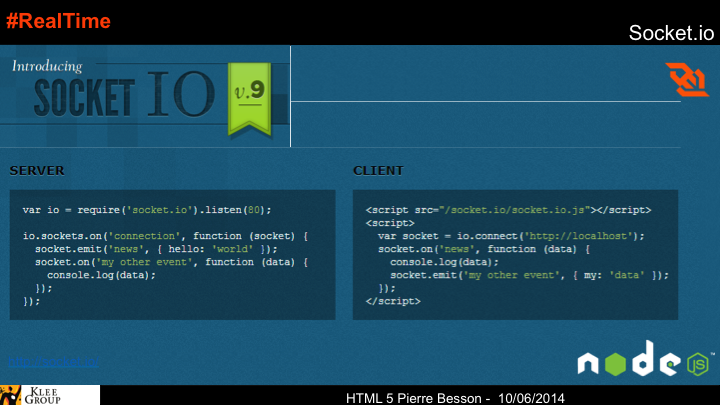 #RealTime
Socket.io
Introducing
SOCKET IO
v.9
SERVER
var io = require('socket.io').listen(80);
io.sockets.on('connection', function (socket) {
socket.emit('news', { hello: 'world' });
socket.on('my other event', function (data) {
console.log(data);
});
});
CLIENT
<script src="/socket.io/socket.io.js"></script>
<script>
var socket = io.connect('http://localhost');
socket.on('news', function (data) {
console.log(data);
socket.emit('my other event', { my: 'data' });
});
</script>
node
JS
™
KLEE
GROUP
HTML 5 Pierre Besson - 10/06/2014